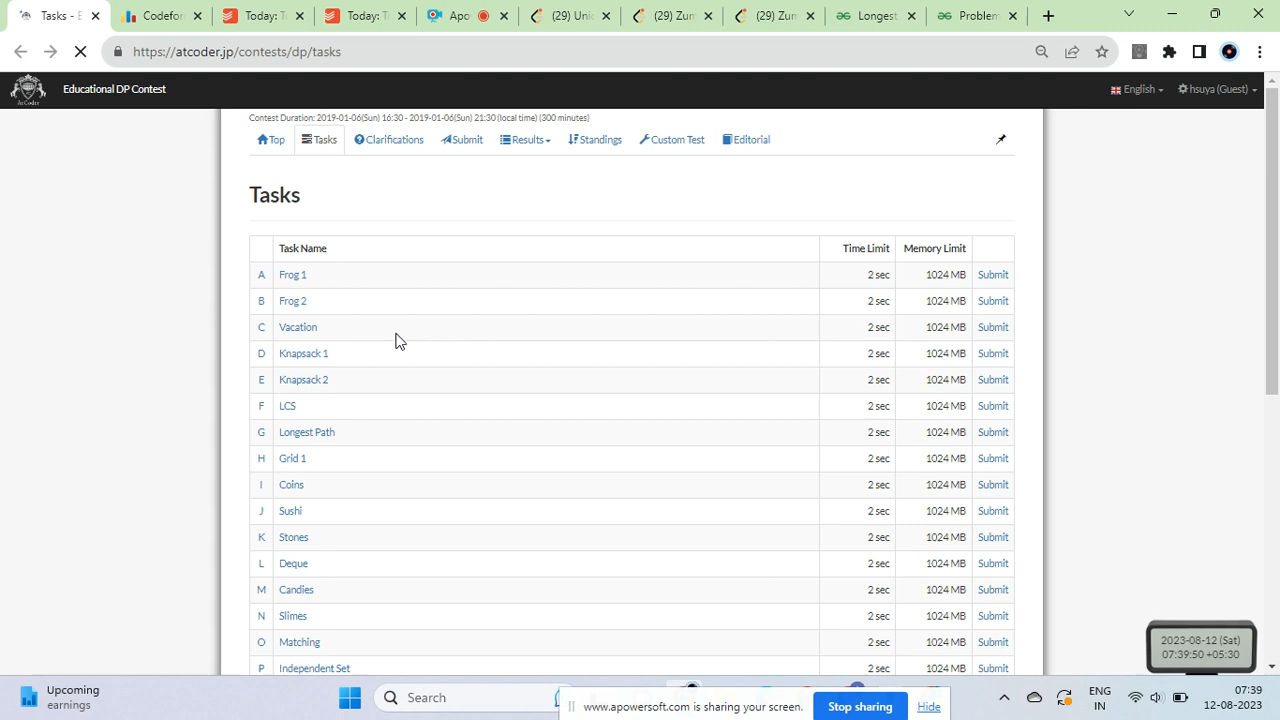 Tasks - E
Codefor
Today: T
Today: T
Apo
(29) Unic
(29) Zum
(29) Zum
Longest
Problem
https://atcoder.jp/contests/dp/tasks
AtCoder
Educational DP Contest
English
hsuya (Guest)
Contest Duration: 2019-01-06(Sun) 16:30 - 2019-01-06(Sun) 21:30 (local time) (300 minutes)
Top Tasks Clarifications Submit Results Standings Custom Test Editorial
Tasks
Task Name Time Limit Memory Limit
A Frog 1 2 sec 1024 MB Submit
B Frog 2 2 sec 1024 MB Submit
C Vacation 2 sec 1024 MB Submit
D Knapsack 1 2 sec 1024 MB Submit
E Knapsack 2 2 sec 1024 MB Submit
F LCS 2 sec 1024 MB Submit
G Longest Path 2 sec 1024 MB Submit
H Grid 1 2 sec 1024 MB Submit
I Coins 2 sec 1024 MB Submit
J Sushi 2 sec 1024 MB Submit
K Stones 2 sec 1024 MB Submit
L Deque 2 sec 1024 MB Submit
M Candies 2 sec 1024 MB Submit
N Slimes 2 sec 1024 MB Submit
O Matching 2 sec 1024 MB Submit
P Independent Set 2 sec 1024 MB Submit
2023-08-12 (Sat)
07:39:50 +05:30
Upcoming
earnings
Search
www.apowersoft.com is sharing your screen.
Stop sharing
Hide
ENG
IN
07:39
12-08-2023